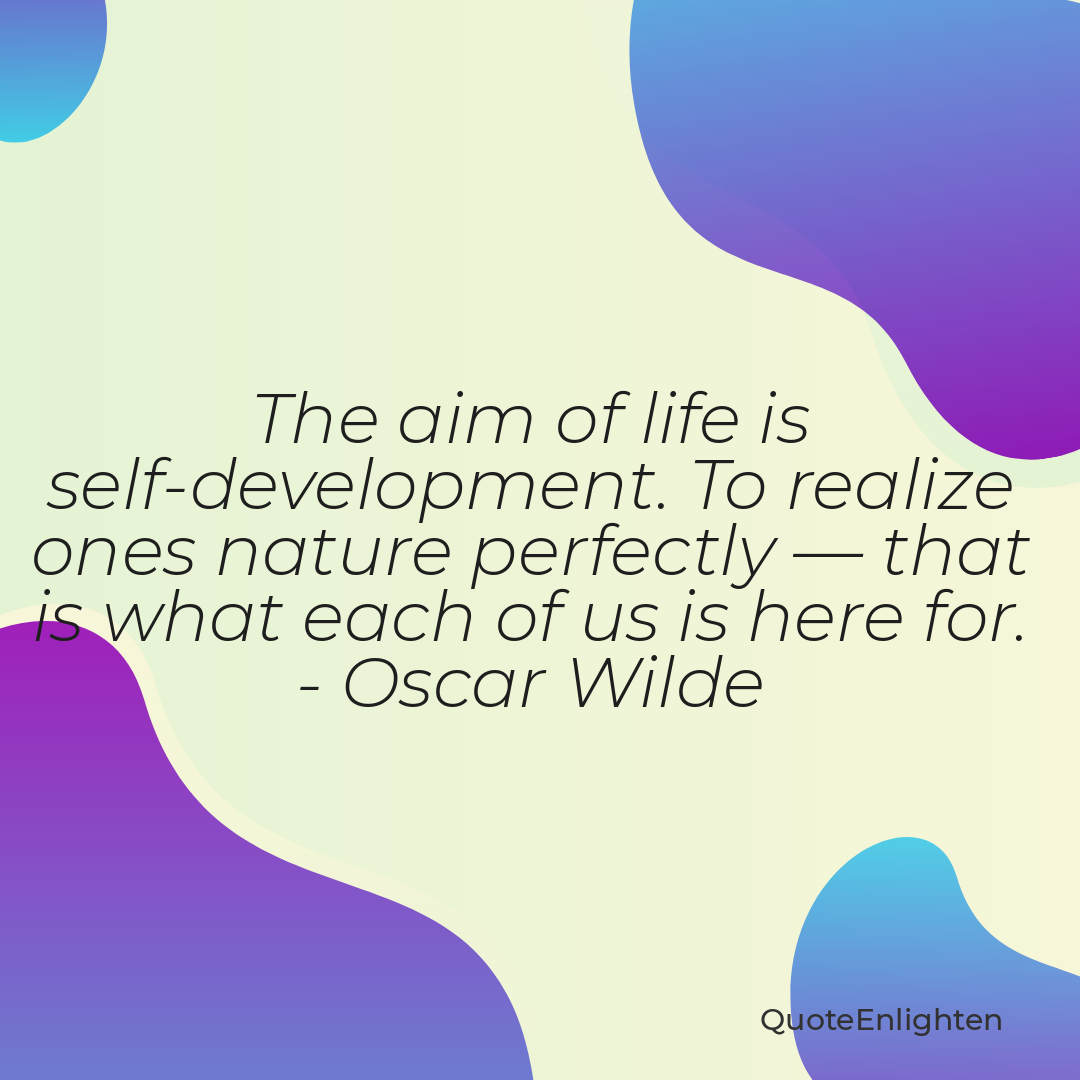 The aim of life is
self-development. To realize
ones nature perfectly — that
is what each of us is here for.
- Oscar Wilde
QuoteEnlighten